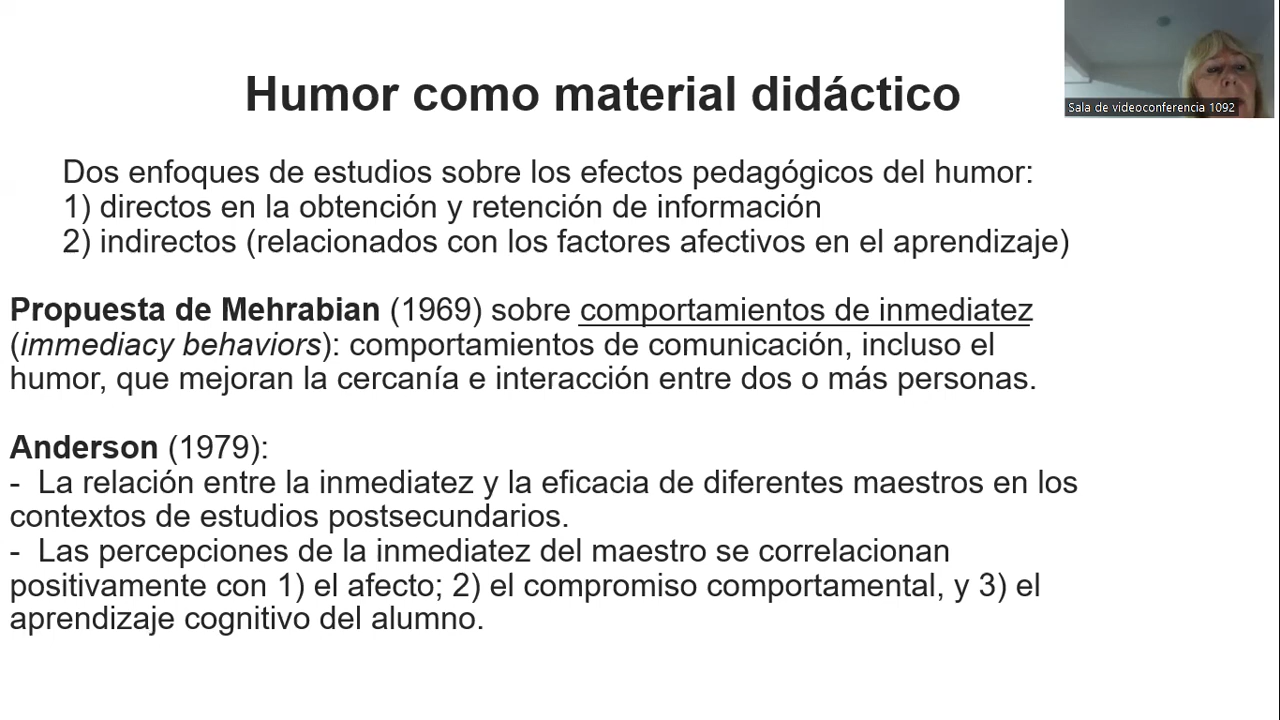 Humor como material didáctico
Sala de videoconferencia 1092
Dos enfoques de estudios sobre los efectos pedagógicos del humor:
1) directos en la obtención y retención de información
2) indirectos (relacionados con los factores afectivos en el aprendizaje)
Propuesta de Mehrabian (1969) sobre comportamientos de inmediatez
(immediacy behaviors): comportamientos de comunicación, incluso el
humor, que mejoran la cercanía e interacción entre dos o más personas.
Anderson (1979):
- La relación entre la inmediatez y la eficacia de diferentes maestros en los
contextos de estudios postsecundarios.
- Las percepciones de la inmediatez del maestro se correlacionan
positivamente con 1) el afecto; 2) el compromiso comportamental, y 3) el
aprendizaje cognitivo del alumno.